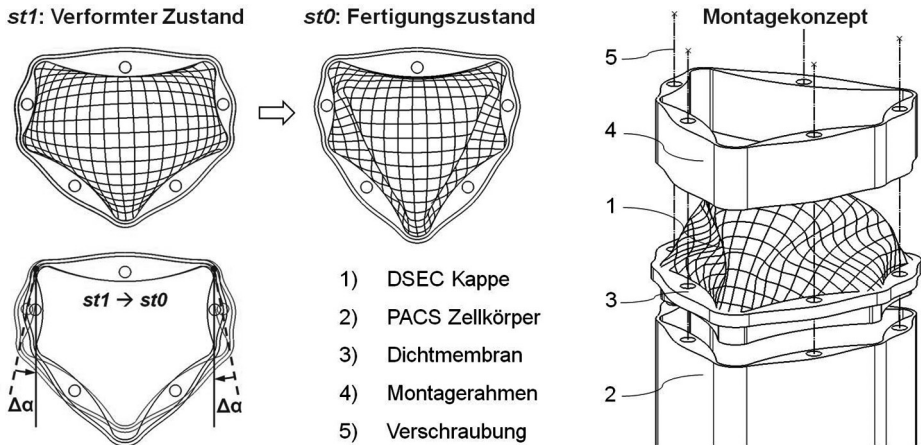 st1: Verformter Zustand
st0: Fertigungszustand
Montagekonzept
st1 → st0
Δα
Δα
1) DSEC Kappe
2) PACS Zellkörper
3) Dichtmembran
4) Montagerahmen
5) Verschraubung
5
4
1
3
2